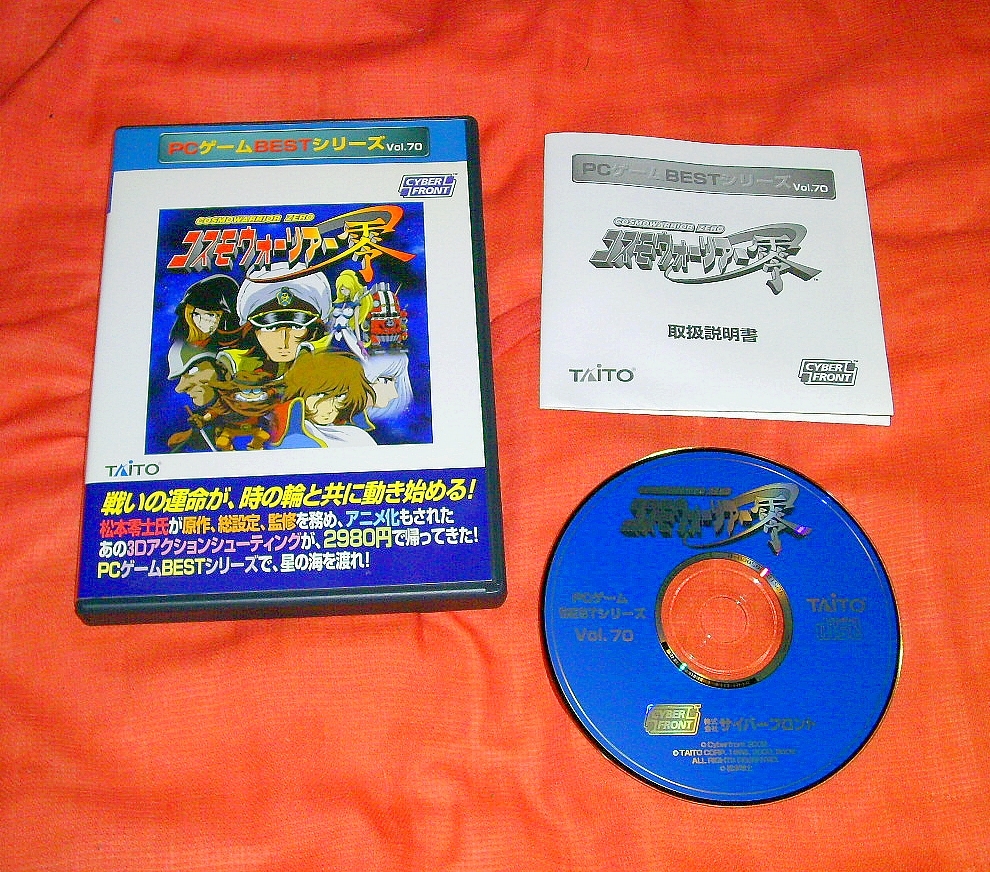 PCゲームBESTシリーズVol.70
CYBER
FRONT
COSMOWARRIOR ZERO
コスモウォーリアー零
TAITO
戦いの運命が、時の輪と共に動き始める!
松本零士氏が原作、総設定、監修を務め、アニメ化もされた
あの3Dアクションシューティングが、2980円で帰ってきた!
PCゲームBESTシリーズで、星の海を渡れ!
PCゲームBESTシリーズVol.70
COSMOWARRIOR ZERO
コスモウォーリアー零
取扱説明書
TAITO
CYBER
FRONT
コスモウォーリアー零
PCゲーム
BESTシリーズ
Vol.70
TAITO
CYBER
FRONT
株式会社サイバーフロント
© Cyberfront
© TAITO CORP.
ALL RIGHTS RESERVED.